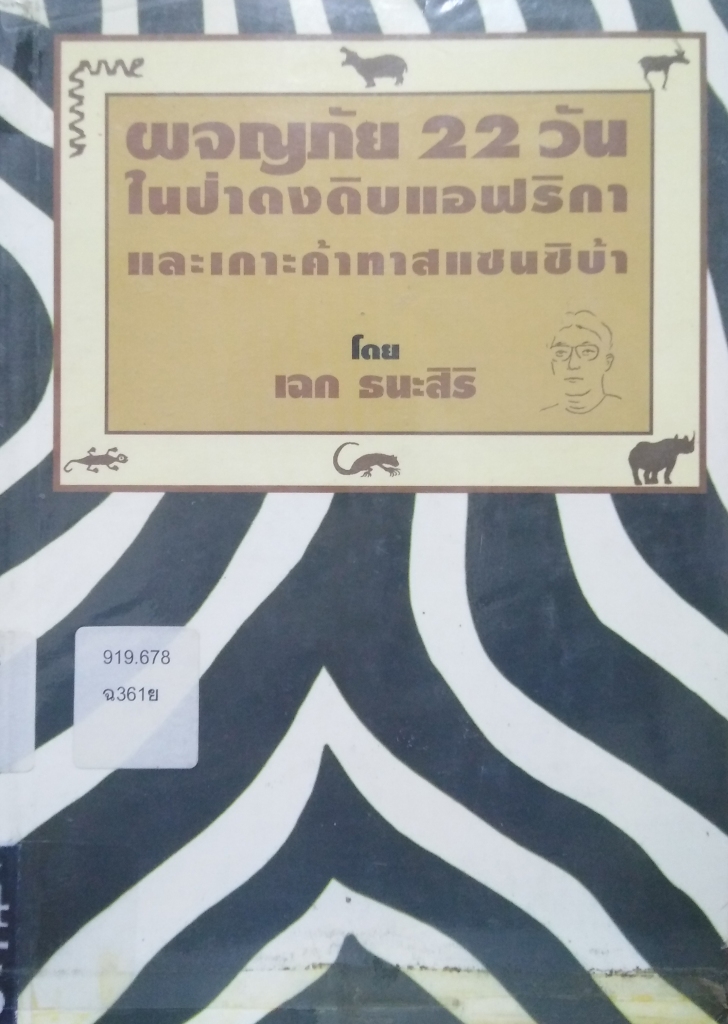 ผจญภัย 22 วัน
ในป่าดงดิบแอฟริกา
และเกาะค้าทาสแซนซิบ้า
โดย
เฉก ธนะสิริ
919.678
ฉ361ย